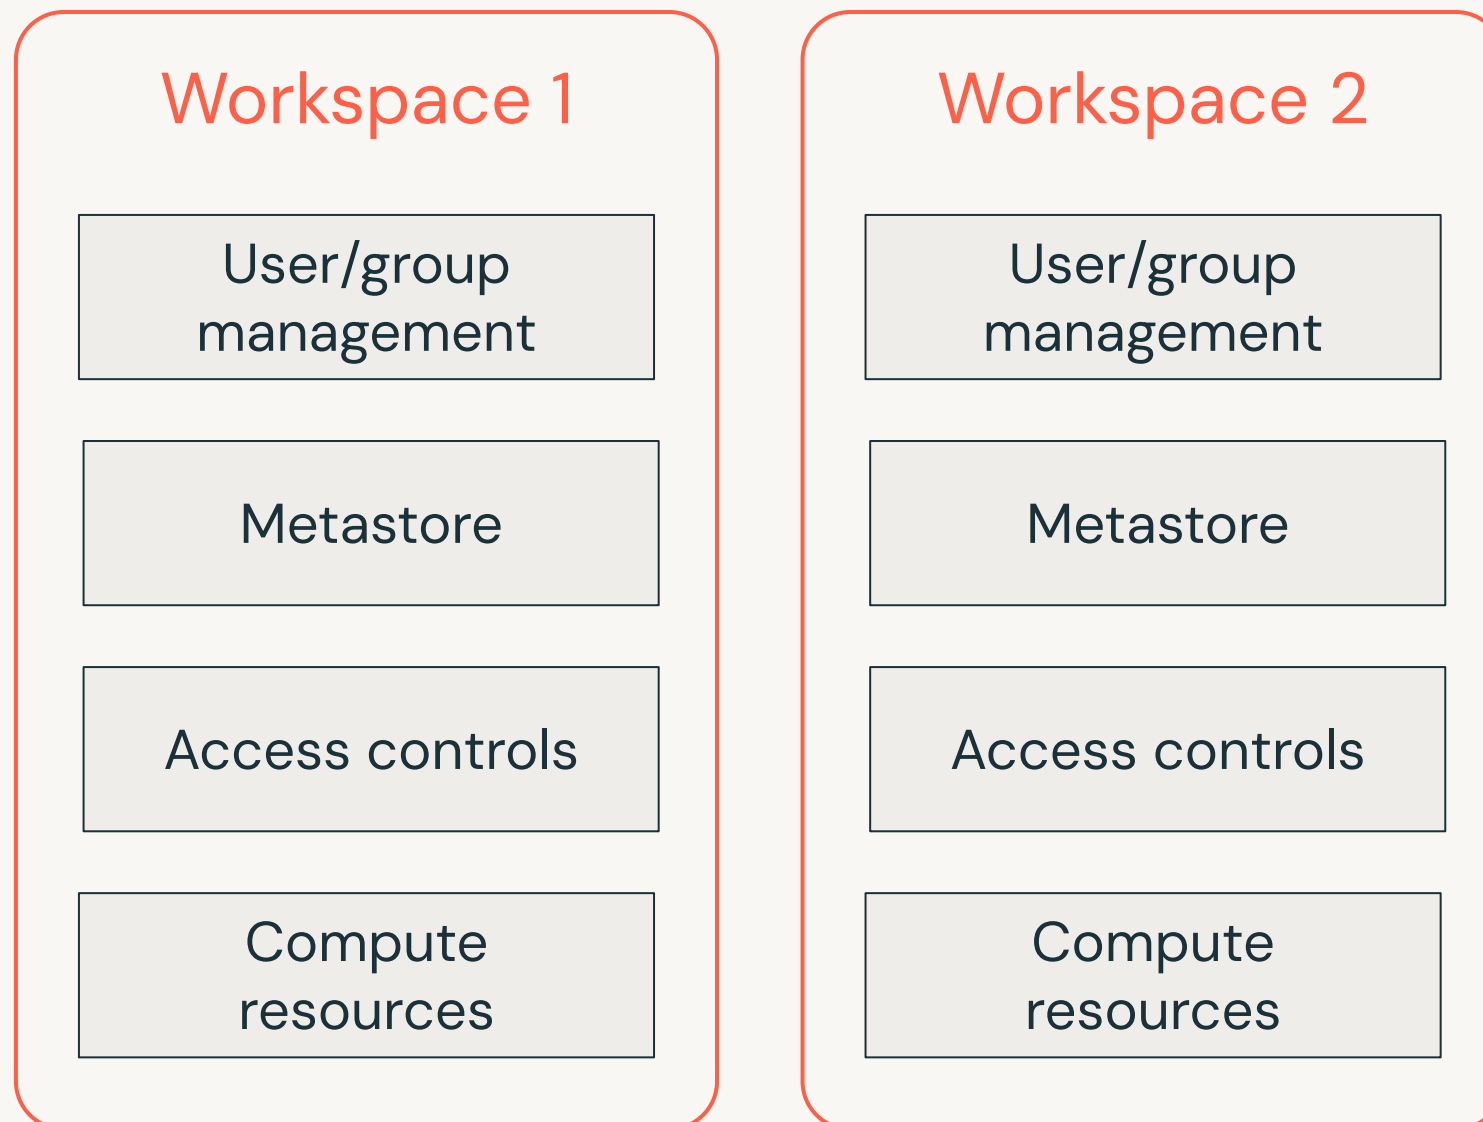 Workspace 1
User/group
management
Metastore
Access controls
Compute
resources
Workspace 2
User/group
management
Metastore
Access controls
Compute
resources